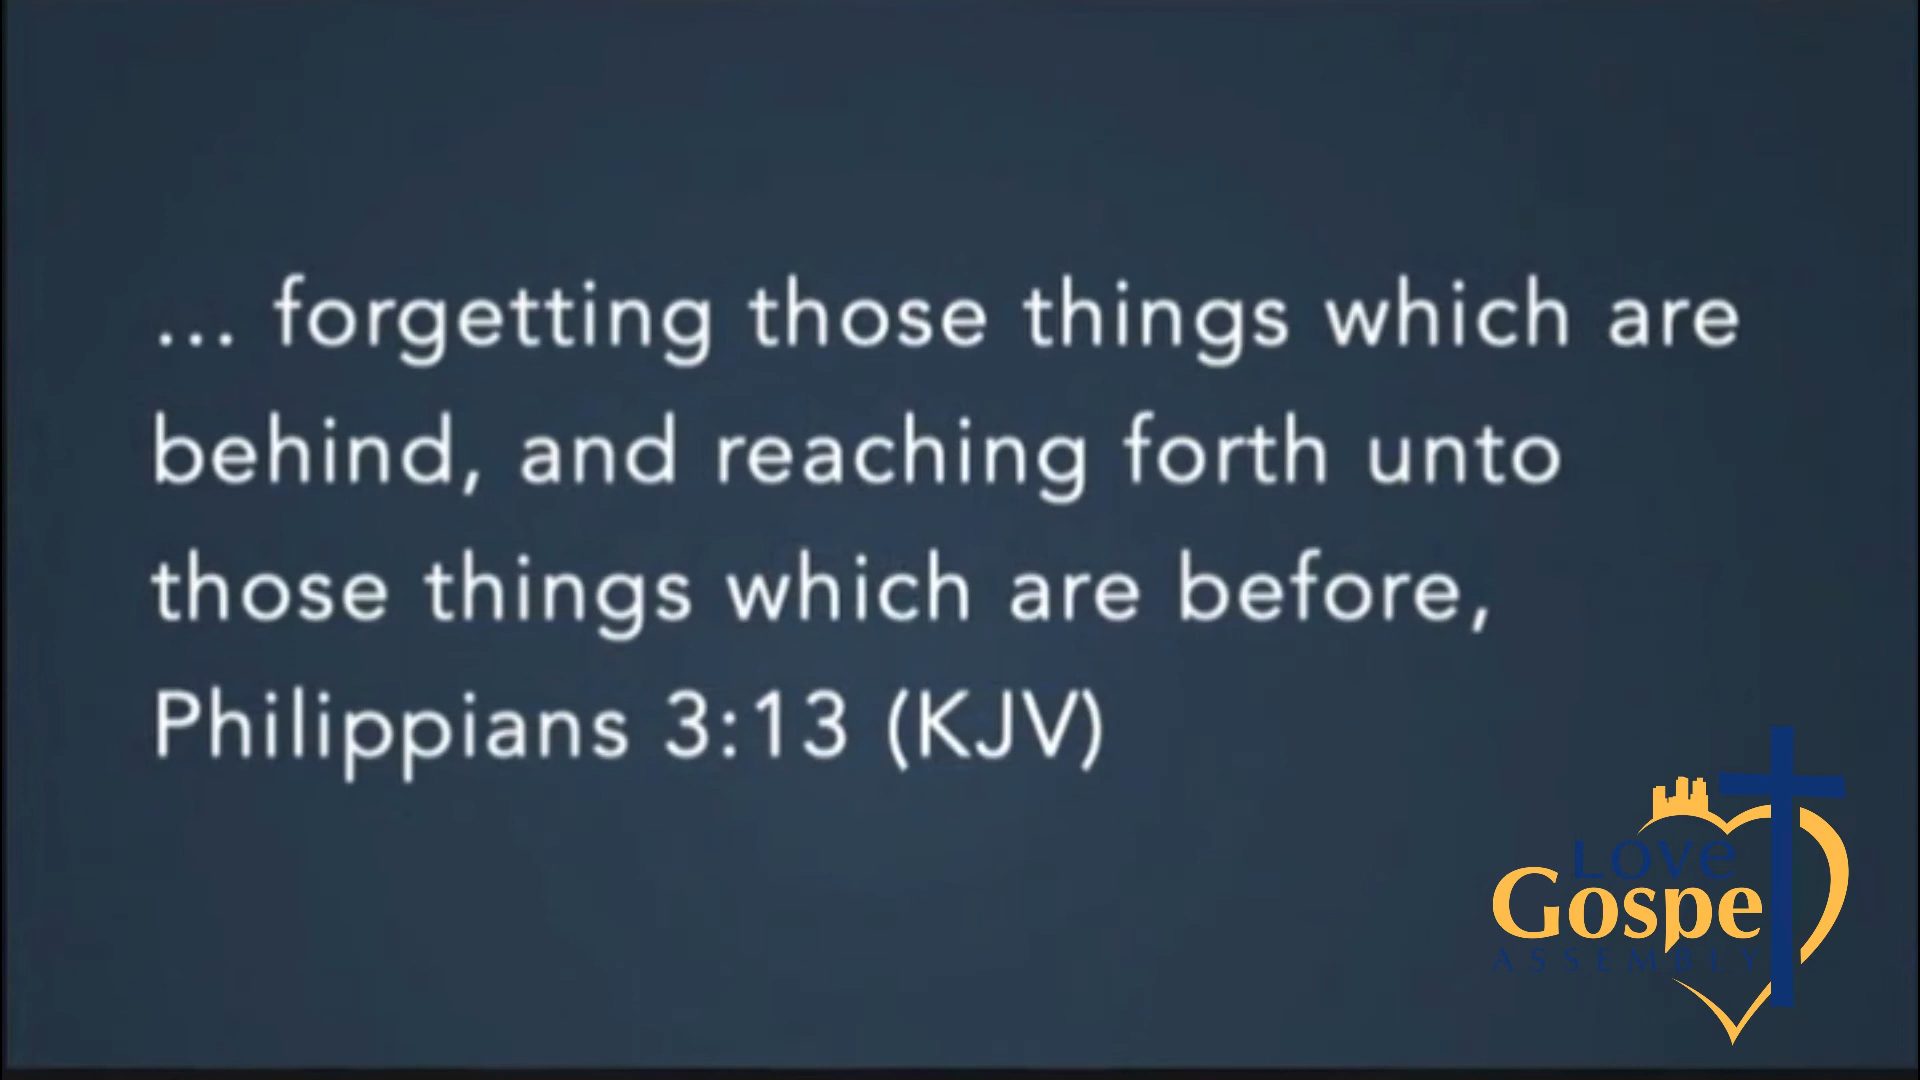 ... forgetting those things which are
behind, and reaching forth unto
those things which are before,
Philippians 3:13 (KJV)
LOVE
Gospel
ASSEMBLY